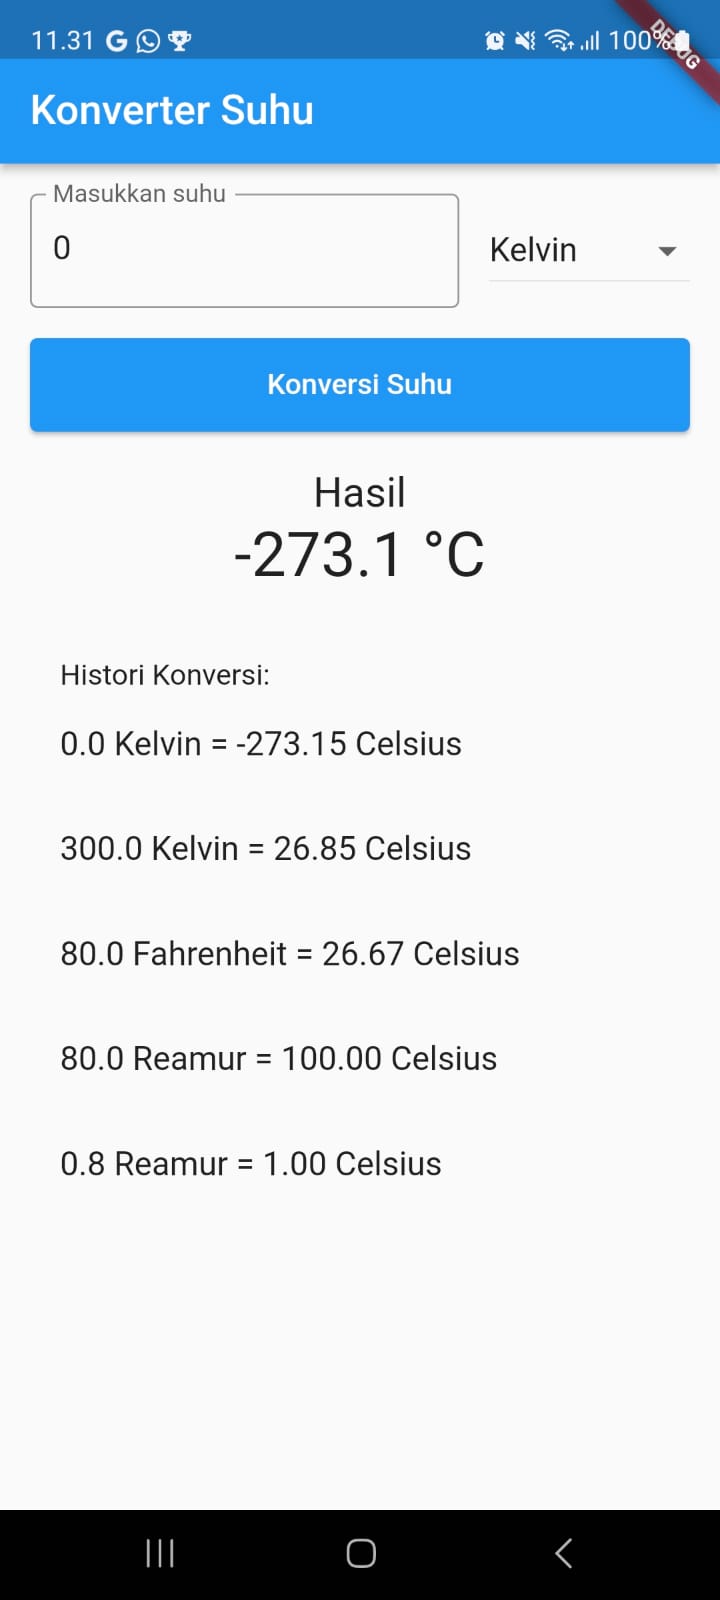 11.31 100%
DEBUG
Konverter Suhu
Masukkan suhu
0
Kelvin
Konversi Suhu
Hasil
-273.1 °C
Histori Konversi:
0.0 Kelvin = -273.15 Celsius
300.0 Kelvin = 26.85 Celsius
80.0 Fahrenheit = 26.67 Celsius
80.0 Reamur = 100.00 Celsius
0.8 Reamur = 1.00 Celsius